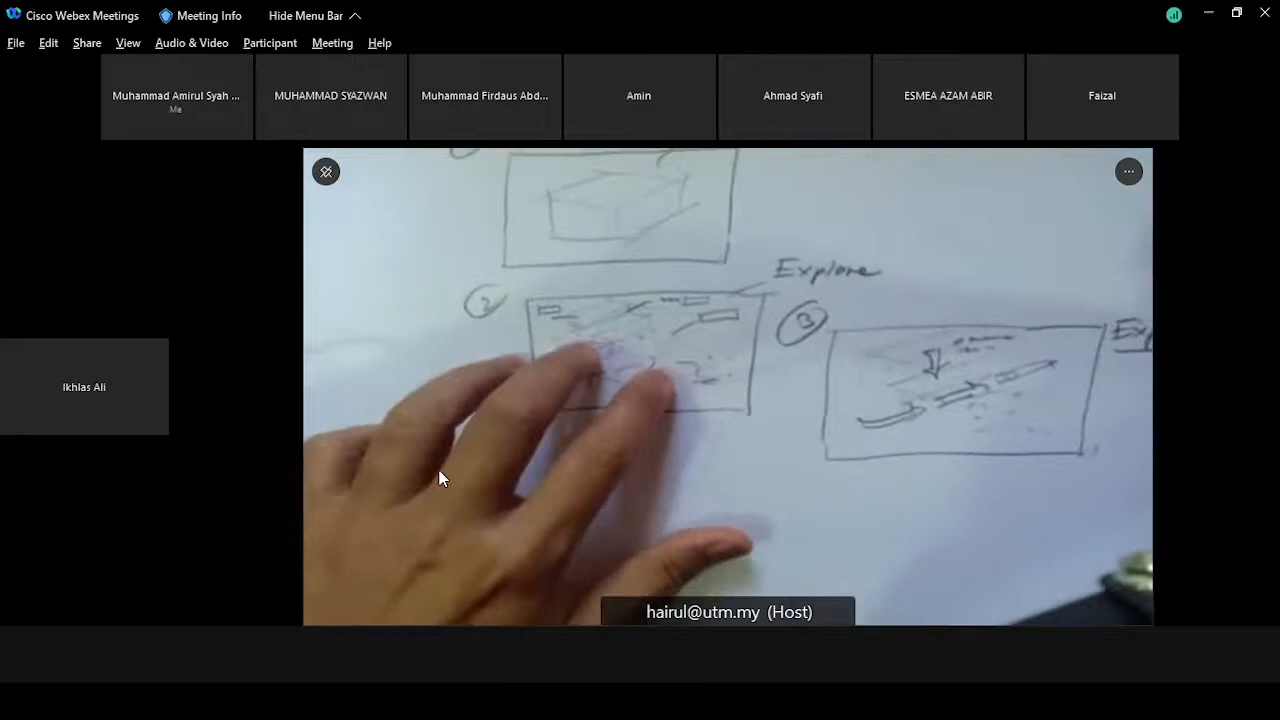 Cisco Webex Meetings Meeting Info Hide Menu Bar
File Edit Share View Audio & Video Participant Meeting Help
Muhammad Amirul Syah ...
Me
MUHAMMAD SYAZWAN
Muhammad Firdaus Abd...
Amin
Ahmad Syafi
ESMEA AZAM ABIR
Faizal
Ikhlas Ali
Explore
2
3
Exp
hairul@utm.my (Host)